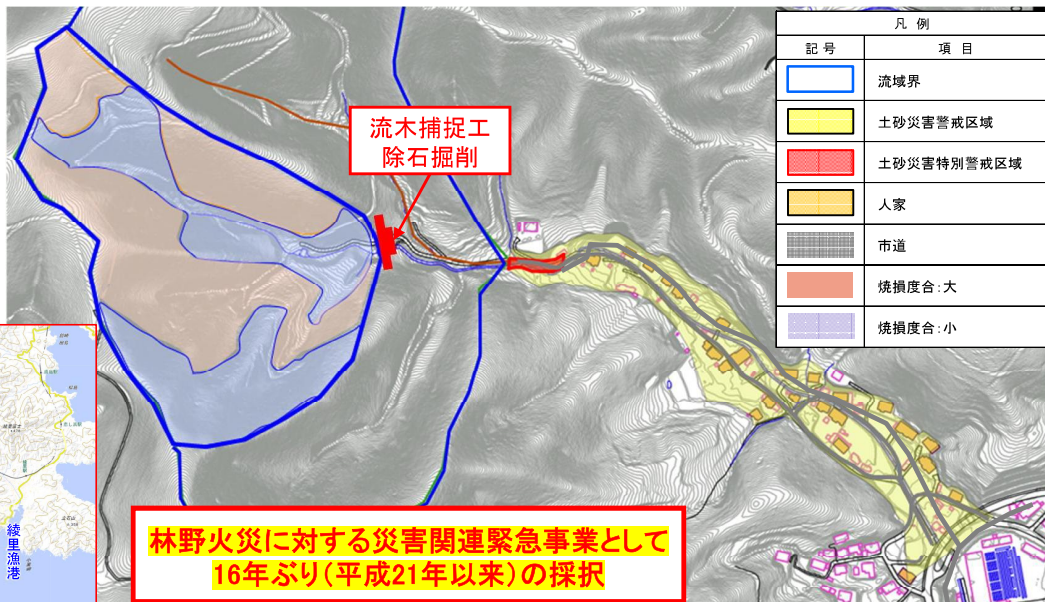 流木捕捉工
除石掘削
凡 例
記 号
項 目
流域界
土砂災害警戒区域
土砂災害特別警戒区域
人家
市道
焼損度合:大
焼損度合:小
綾里漁港
林野火災に対する災害関連緊急事業として
16年ぶり(平成21年以来)の採択